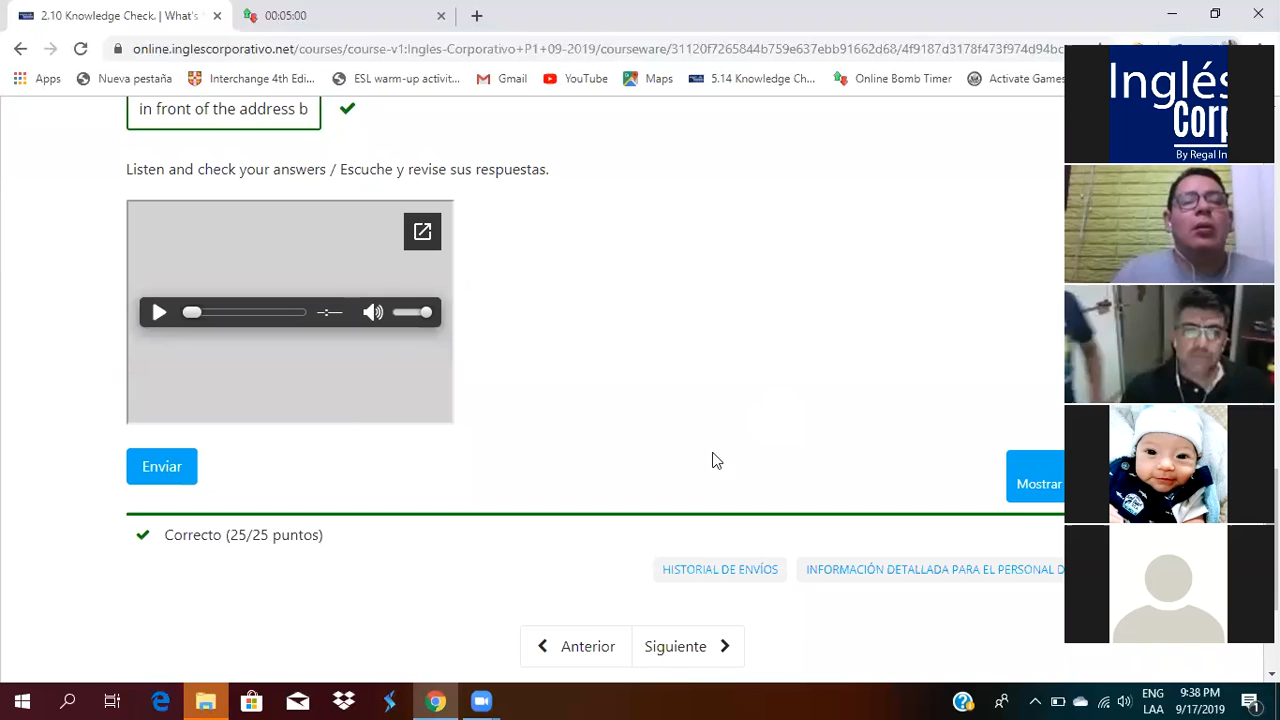 2.10 Knowledge Check. | What's
00:05:00
online.inglescorporativo.net/courses/course-v1:Ingles-Corporativo+P1+09-2019/courseware/31120f7265844b759e637ebb91662d68/4f9187d3178f473f974d94bc
Apps
Nueva pestaña
Interchange 4th Edi...
ESL warm-up activit...
Gmail
YouTube
Maps
5.14 Knowledge Ch...
Online Bomb Timer
Activate Games
Inglés
Corp
By Regal In
in front of the address b
Listen and check your answers / Escuche y revise sus respuestas.
-:-
Enviar
Mostrar
Correcto (25/25 puntos)
HISTORIAL DE ENVÍOS
INFORMACIÓN DETALLADA PARA EL PERSONAL D
Anterior
Siguiente
ENG
LAA
9:38 PM
9/17/2019
1